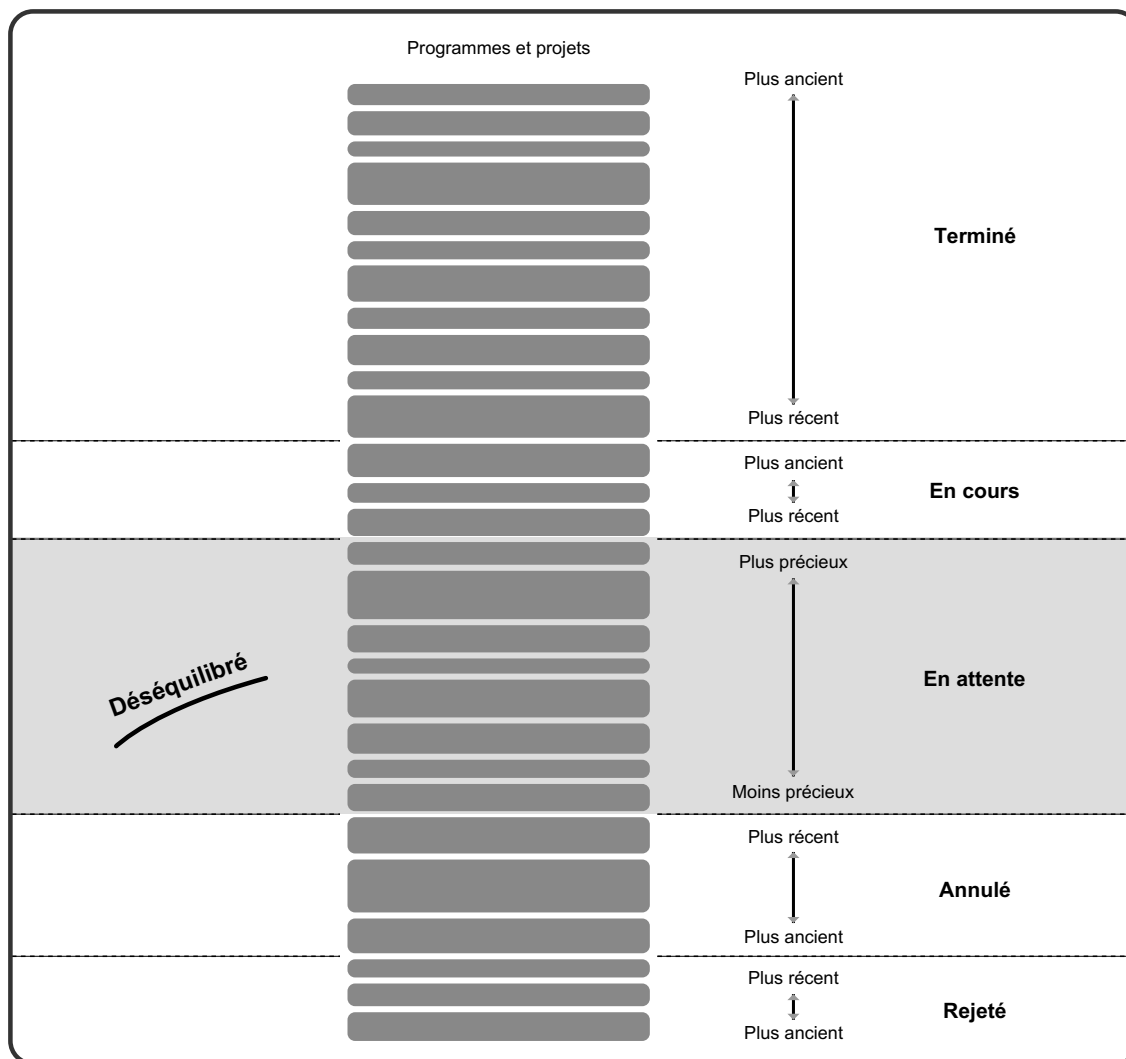 Programmes et projets
Plus ancien
Terminé
Plus récent
Plus ancien
En cours
Plus récent
Plus précieux
Déséquilibré
En attente
Moins précieux
Plus récent
Annulé
Plus ancien
Plus récent
Rejeté
Plus ancien